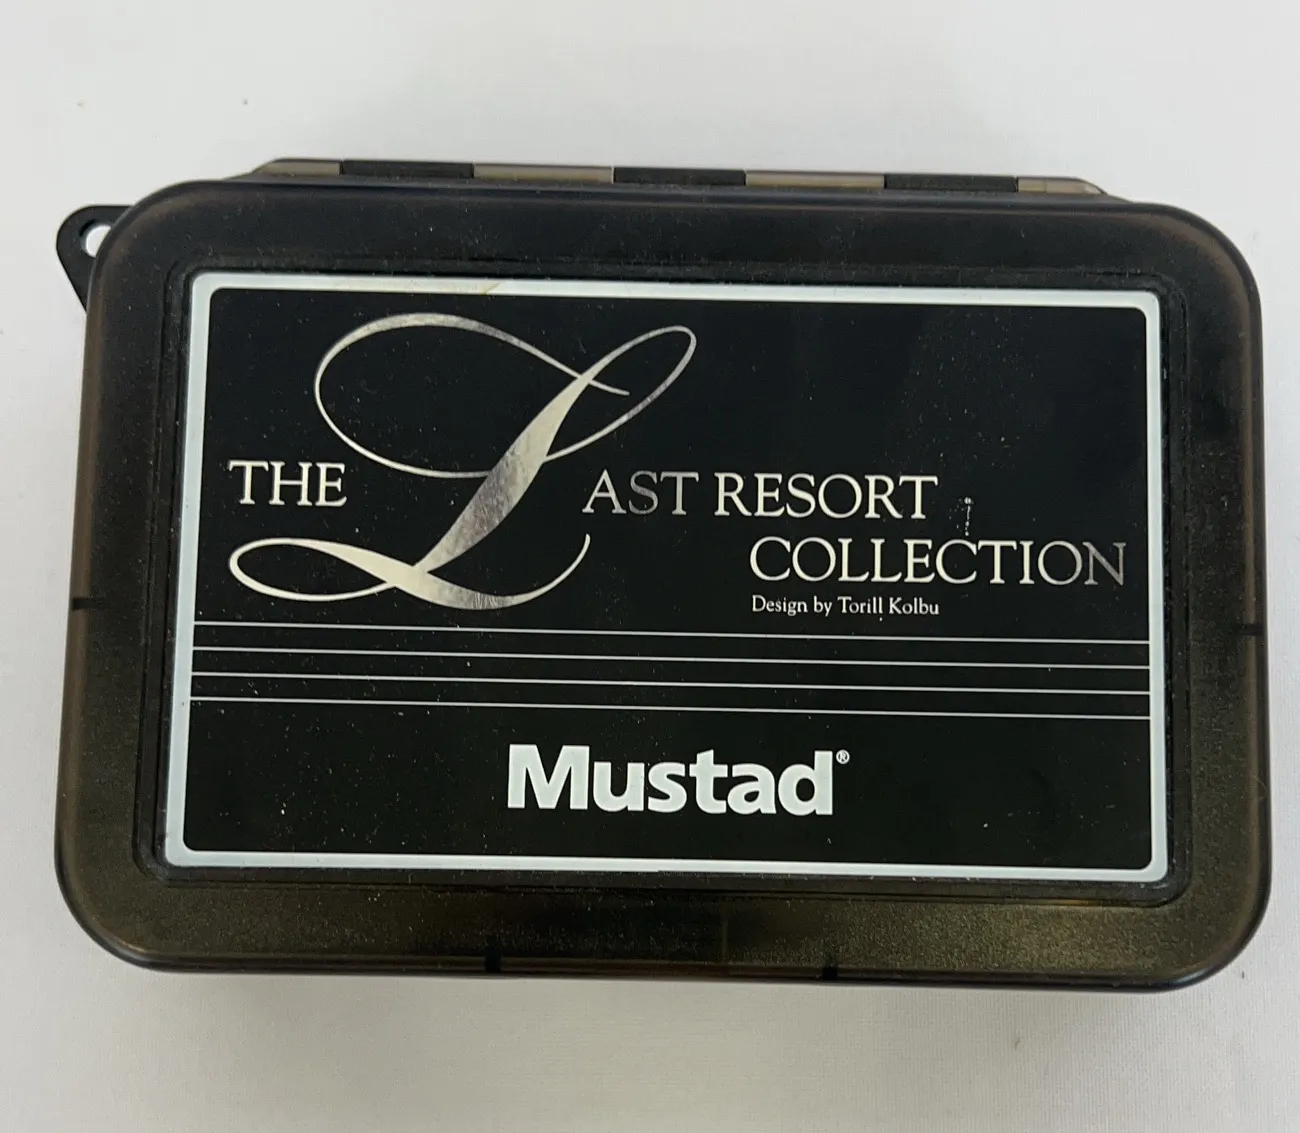 THE LAST RESORT
COLLECTION
Design by Torill Kolbu
Mustad®